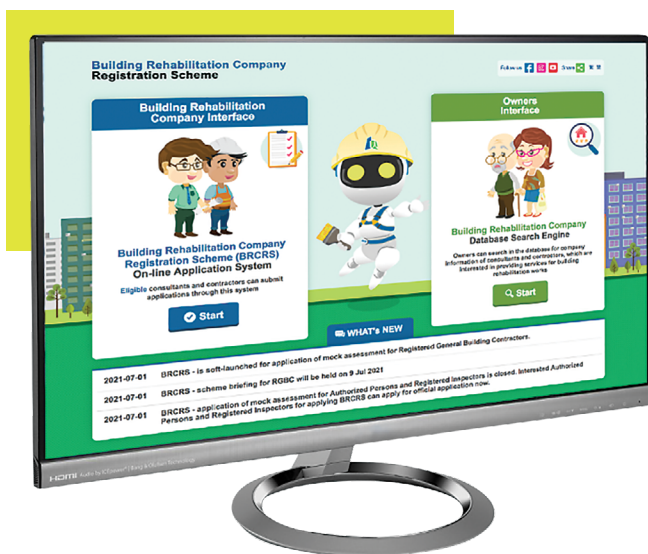 Building Rehabilitation Company
Registration Scheme
Follow us
Share
繁 簡
Building Rehabilitation
Company Interface
Building Rehabilitation Company
Registration Scheme (BRCRS)
On-line Application System
Eligible consultants and contractors can submit
applications through this system
Start
Owners
Interface
Building Rehabilitation Company
Database Search Engine
Owners can search in the database for company
information of consultants and contractors, which are
interested in providing services for building
rehabilitation works
Start
WHAT's NEW
2021-07-01 BRCRS - is soft-launched for application of mock assessment for Registered General Building Contractors.
2021-07-01 BRCRS - scheme briefing for RGBC will be held on 9 Jul 2021
2021-07-01 BRCRS - application of mock assessment for Authorized Persons and Registered Inspectors is closed. Interested Authorized
Persons and Registered Inspectors for applying BRCRS can apply for official application now.
HDMI